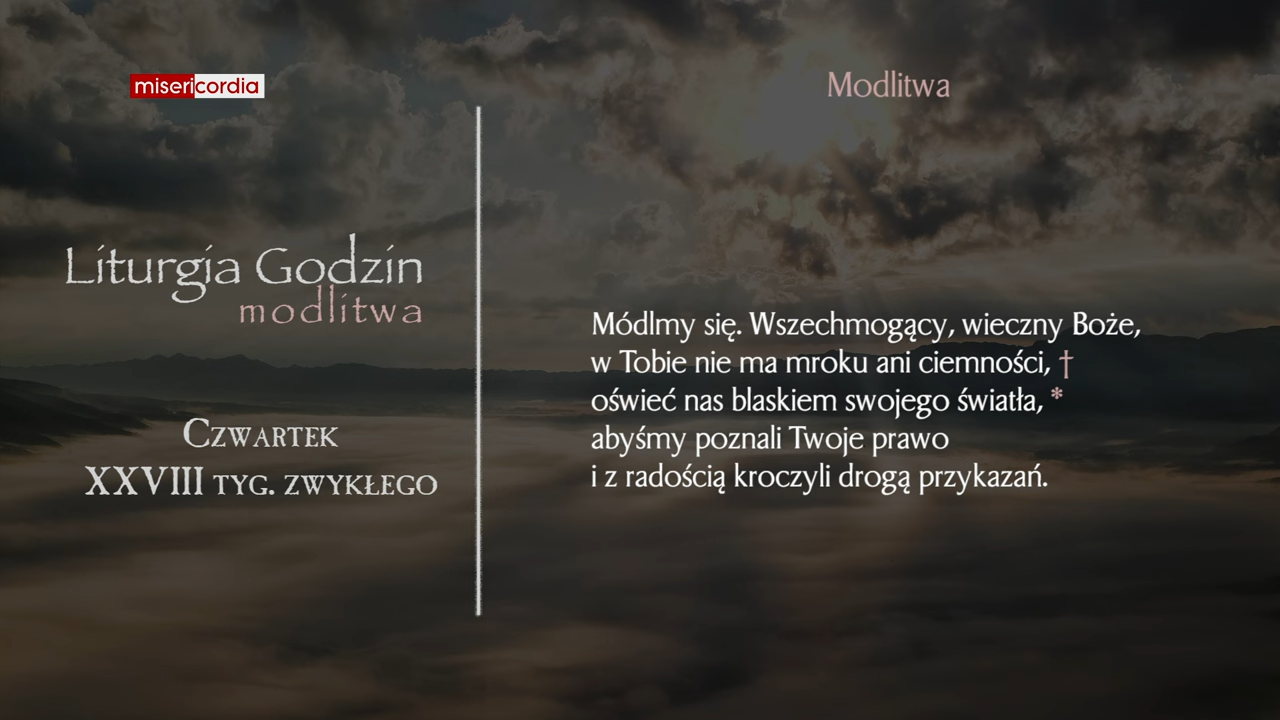 misericordia
Liturgia Godzin
modlitwa
Czwartek
XXVIII tyg. zwykłego
Modlitwa
Módlmy się. Wszechmogący, wieczny Boże,
w Tobie nie ma mroku ani ciemności, †
oświeć nas blaskiem swojego światła, *
abyśmy poznali Twoje prawo
i z radością kroczyli drogą przykazań.